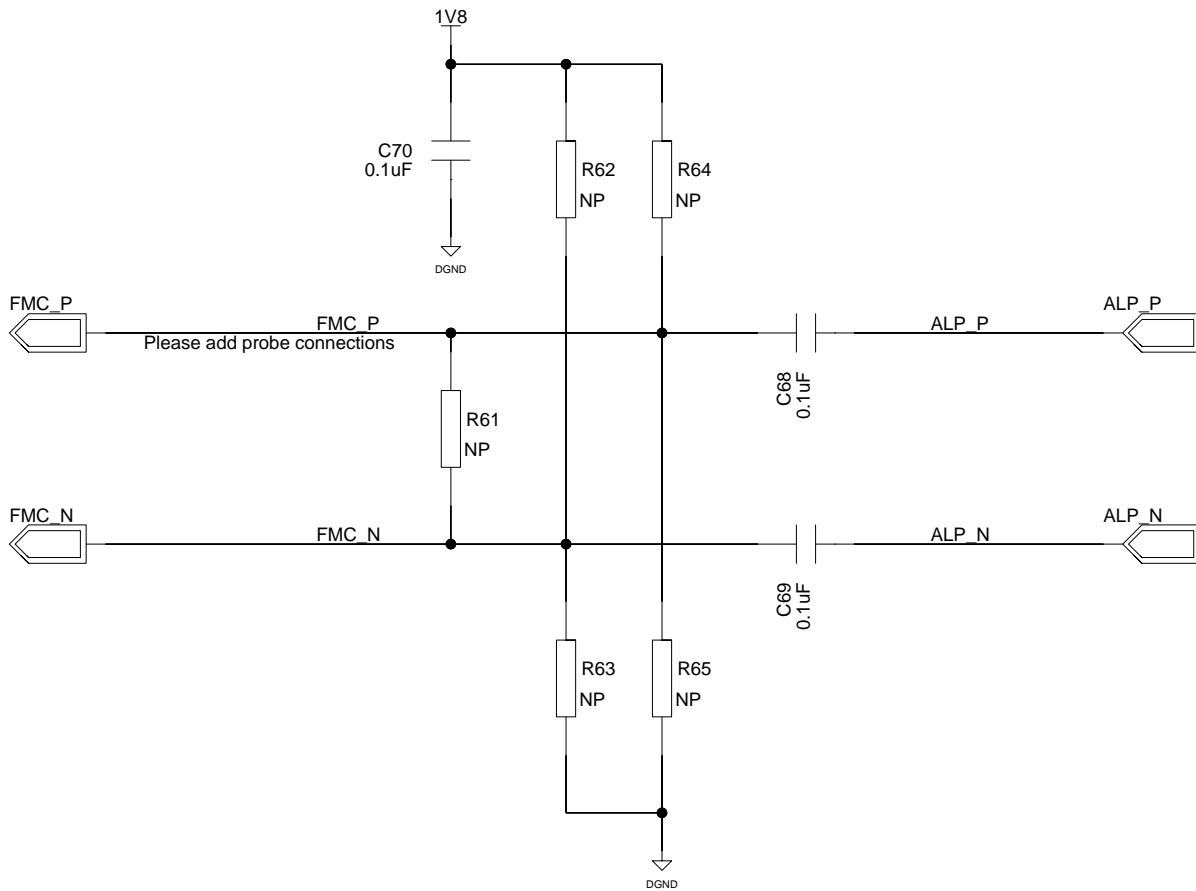 1V8
C70
0.1uF
R62
NP
R64
NP
DGND
FMC_P
FMC_P
Please add probe connections
ALP_P
ALP_P
C68
0.1uF
R61
NP
FMC_N
FMC_N
ALP_N
ALP_N
C69
0.1uF
R63
NP
R65
NP
DGND